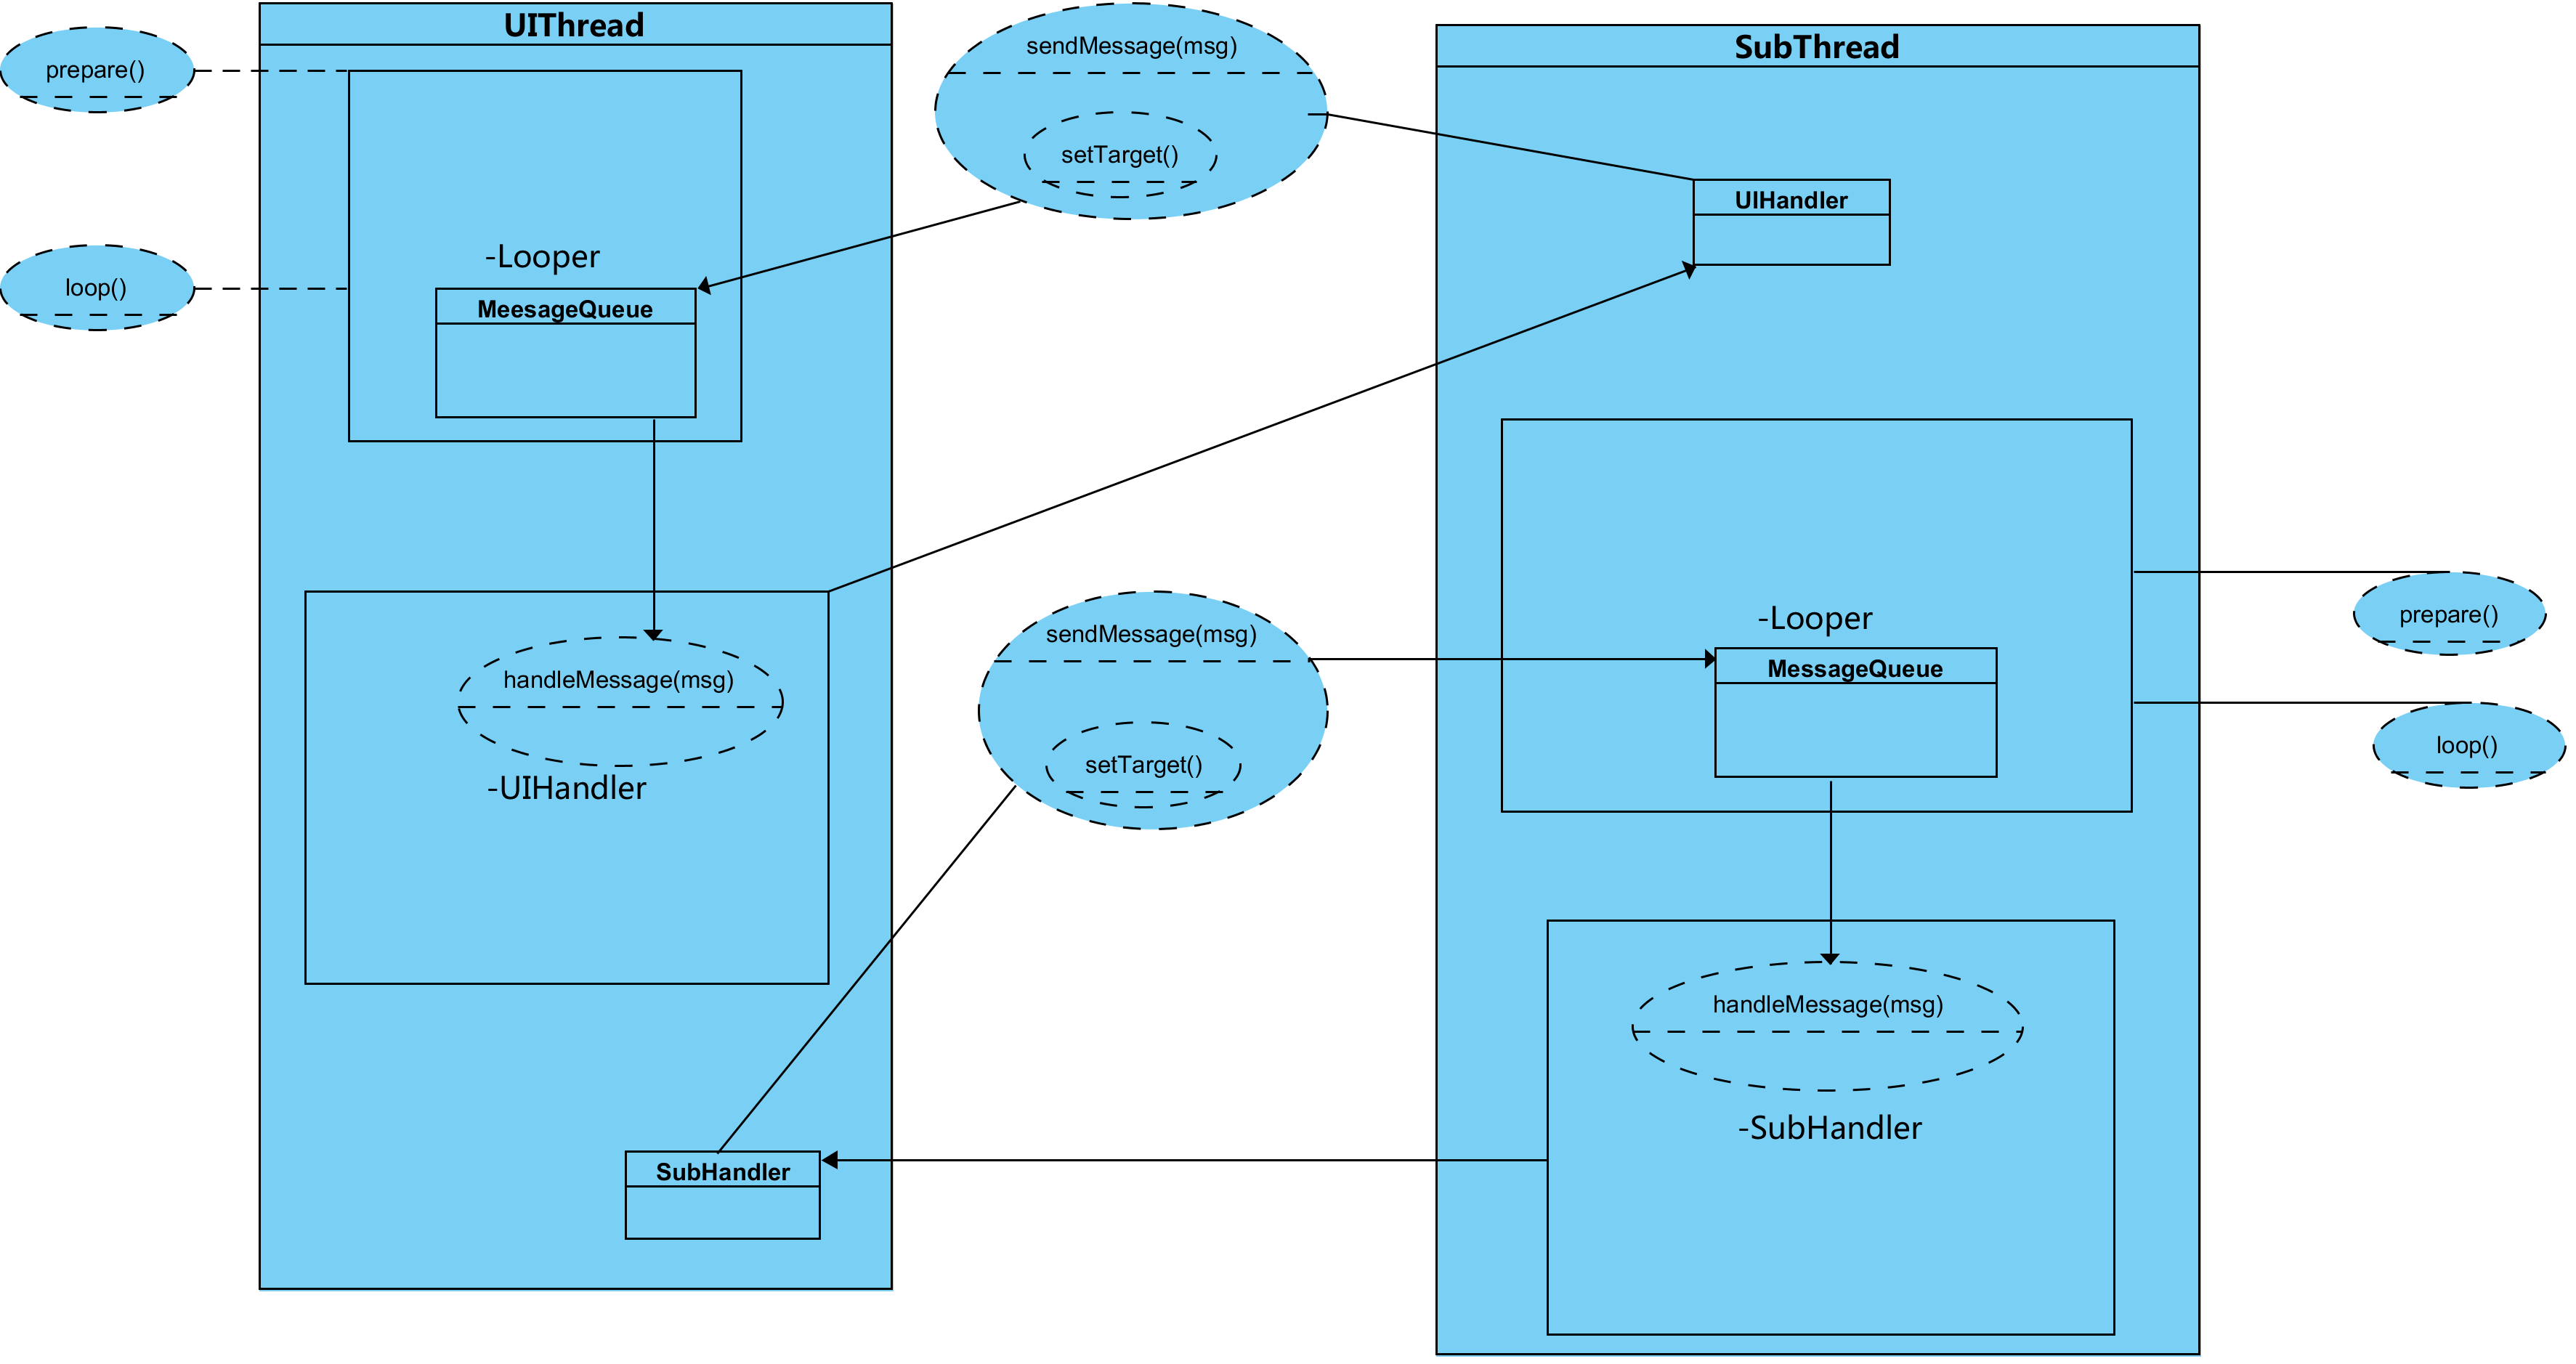 UIThread
prepare()
loop()
-Looper
MeesageQueue
handleMessage(msg)
-UIHandler
SubHandler
sendMessage(msg)
setTarget()
sendMessage(msg)
setTarget()
SubThread
UIHandler
-Looper
MessageQueue
handleMessage(msg)
-SubHandler
prepare()
loop()